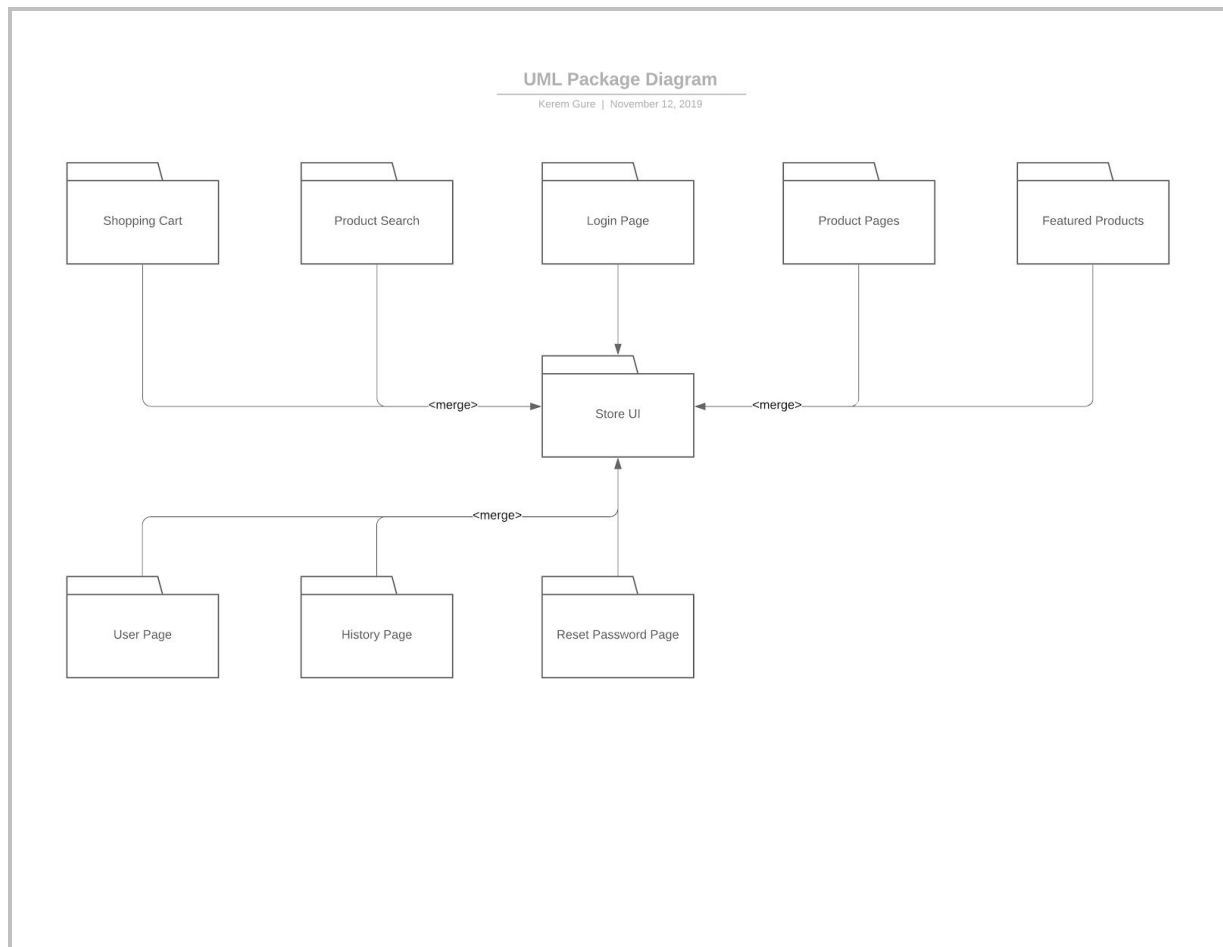 UML Package Diagram
Kerem Gure | November 12, 2019
Shopping Cart
Product Search
Login Page
Product Pages
Featured Products
<merge>
Store UI
<merge>
<merge>
User Page
History Page
Reset Password Page